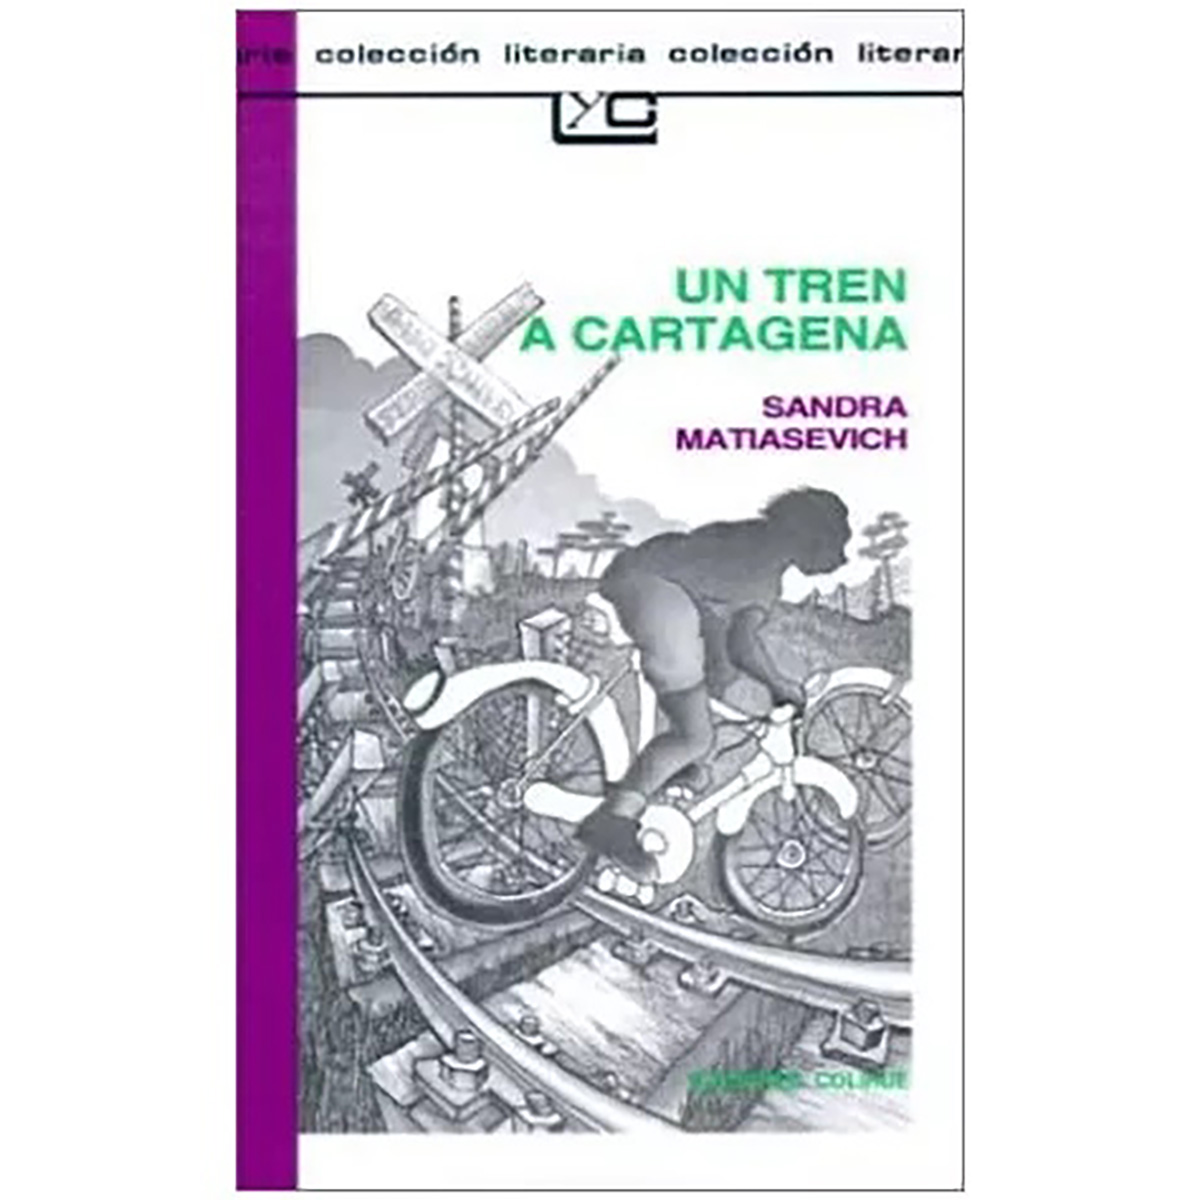 colección literaria colección literar
LyC
UN TREN
A CARTAGENA
SANDRA
MATIASEVICH
COLIHUE